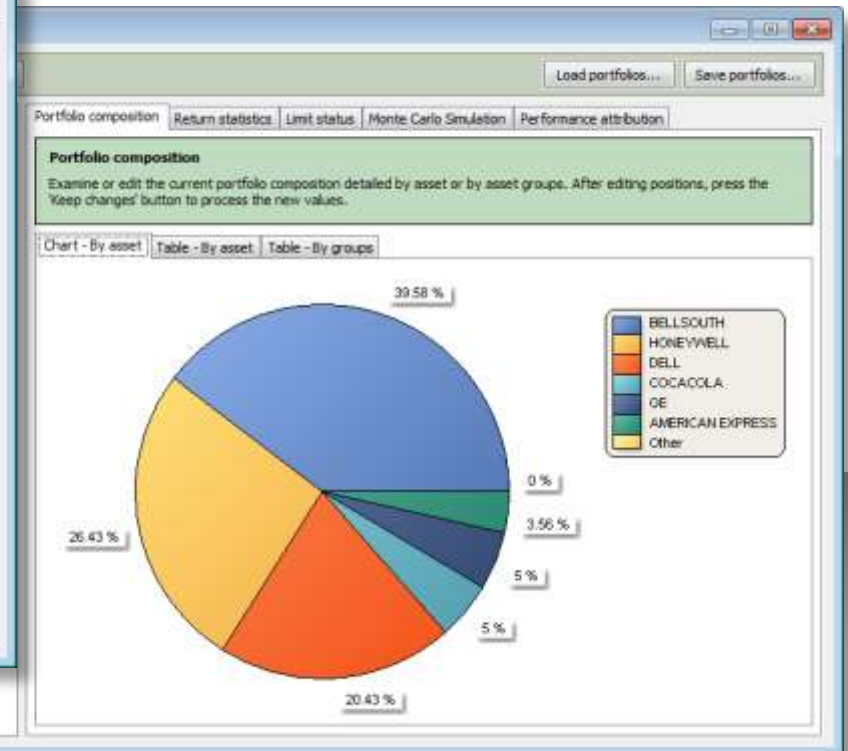 Load portfolios...
Save portfolios...
Portfolio composition
Return statistics
Limit status
Monte Carlo Simulation
Performance attribution
Portfolio composition
Examine or edit the current portfolio composition detailed by asset or by asset groups. After editing positions, press the
'Keep changes' button to process the new values.
Chart - By asset
Table - By asset
Table - By groups
39.58 %
BELLSOUTH
HONEYWELL
DELL
COCACOLA
GE
AMERICAN EXPRESS
Other
0 %
3.56 %
26.43 %
5 %
5 %
20.43 %